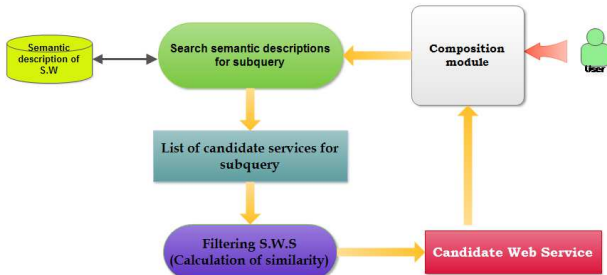 Semantic
description of
S.W
Search semantic descriptions
for subquery
Composition
module
User
List of candidate services for
subquery
Filtering S.W.S
(Calculation of similarity)
Candidate Web Service